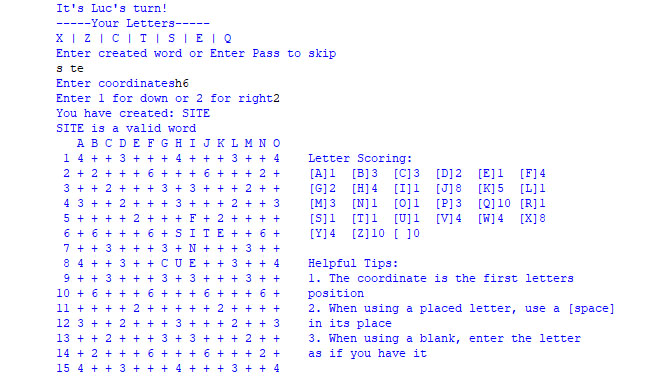 It's Luc's turn!
-----Your Letters-----
X | Z | C | T | S | E | Q
Enter created word or Enter Pass to skip
s te
Enter coordinatesh6
Enter 1 for down or 2 for right2
You have created: SITE
SITE is a valid word
A B C D E F G H I J K L M N O
1 4 + + 3 + + + 4 + + + 3 + + 4 Letter Scoring:
2 + 2 + + + 6 + + + 6 + + + 2 + [A]1 [B]3 [C]3 [D]2 [E]1 [F]4
3 + + 2 + + + 3 + 3 + + + 2 + + [G]2 [H]4 [I]1 [J]8 [K]5 [L]1
4 3 + + 2 + + + 3 + + + 2 + + 3 [M]3 [N]1 [O]1 [P]3 [Q]10 [R]1
5 + + + + 2 + + + F + 2 + + + + [S]1 [T]1 [U]1 [V]4 [W]4 [X]8
6 + 6 + + + 6 + S I T E + + 6 + [Y]4 [Z]10 [ ]0
7 + + 3 + + + 3 + N + + + 3 + +
8 4 + + 3 + + C U E + + 3 + + 4 Helpful Tips:
9 + + 3 + + + 3 + 3 + + + 3 + + 1. The coordinate is the first letters
10 + 6 + + + 6 + + + 6 + + + 6 + position
11 + + + + 2 + + + + + 2 + + + + 2. When using a placed letter, use a [space]
12 3 + + 2 + + + 3 + + + 2 + + 3 in its place
13 + + 2 + + + 3 + 3 + + + 2 + + 3. When using a blank, enter the letter
14 + 2 + + + 6 + + + 6 + + + 2 + as if you have it
15 4 + + 3 + + + 4 + + + 3 + + 4